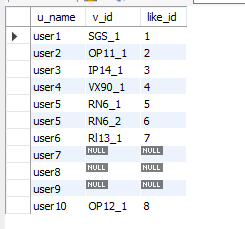 u_name v_id like_id
user1 SGS_1 1
user2 OP11_1 2
user3 IP14_1 3
user4 VX90_1 4
user5 RN6_1 5
user5 RN6_2 6
user6 Rl13_1 7
user7 NULL NULL
user8 NULL NULL
user9 NULL NULL
user10 OP12_1 8